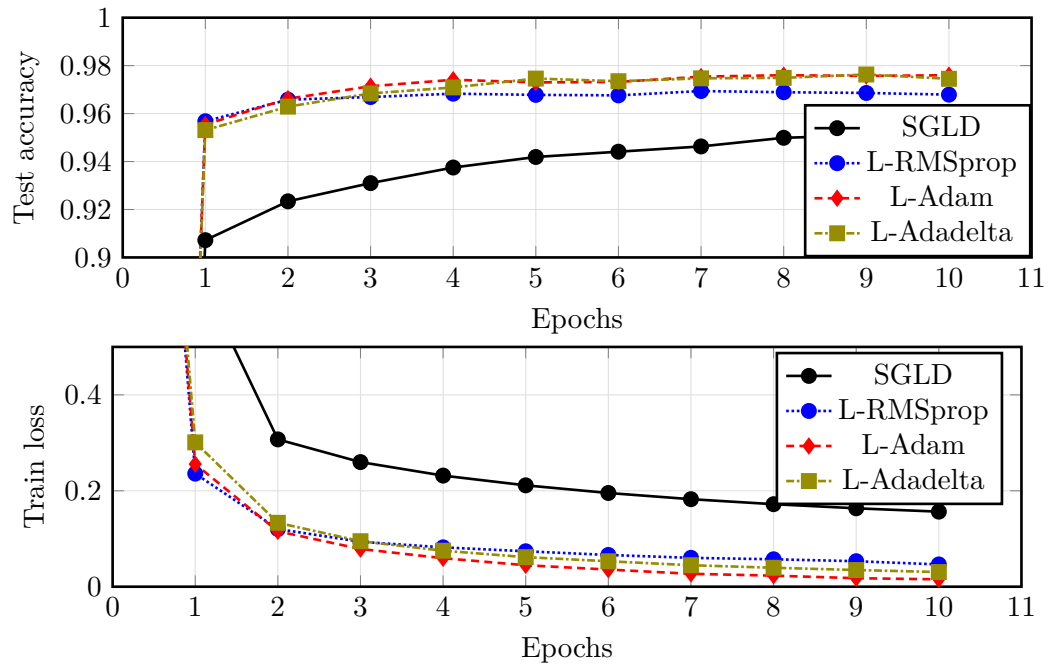 1
0.98
0.96
0.94
0.92
0.9
Test accuracy
0 1 2 3 4 5 6 7 8 9 10 11
Epochs
SGLD
L-RMSprop
L-Adam
L-Adadelta
0.4
0.2
0
Train loss
0 1 2 3 4 5 6 7 8 9 10 11
Epochs
SGLD
L-RMSprop
L-Adam
L-Adadelta